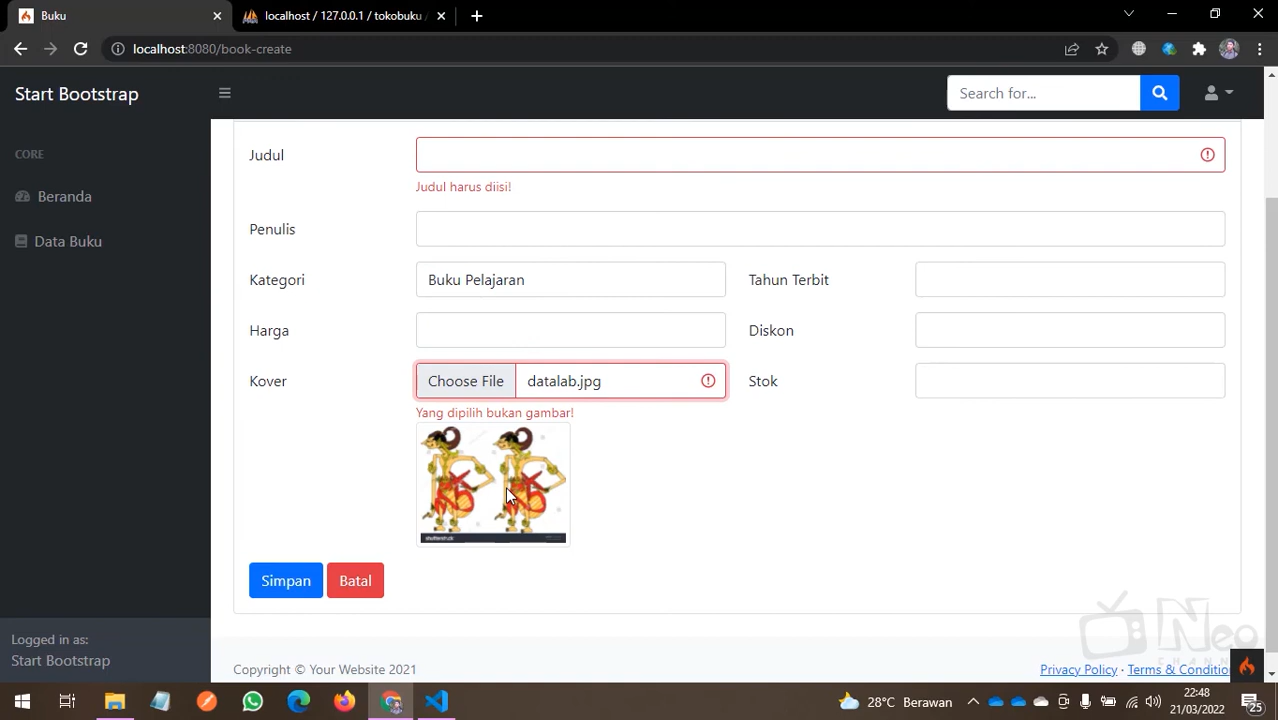 Buku
localhost / 127.0.0.1 / tokobuku /
localhost:8080/book-create
Start Bootstrap
Search for...
CORE
Beranda
Data Buku
Judul
Judul harus diisi!
Penulis
Kategori
Buku Pelajaran
Tahun Terbit
Harga
Diskon
Kover
Choose File
datalab.jpg
Stok
Yang dipilih bukan gambar!
Simpan
Batal
Logged in as:
Start Bootstrap
Copyright © Your Website 2021
Privacy Policy · Terms & Conditio
Neo
CHANN
28°C Berawan
22:48
21/03/2022
25